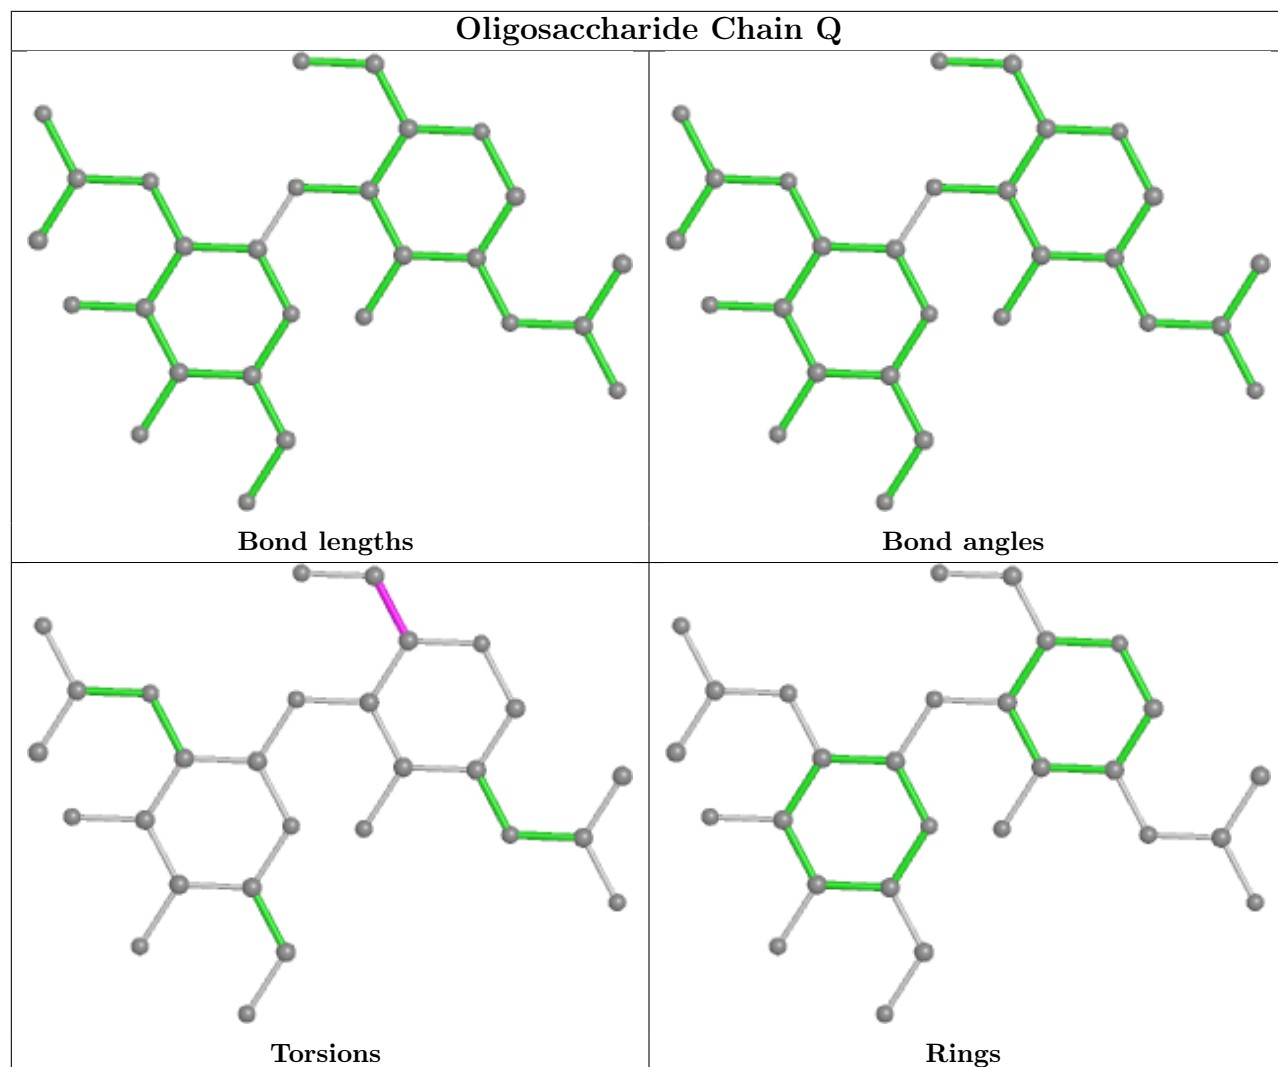 Oligosaccharide Chain Q
Bond lengths
Bond angles
Torsions
Rings